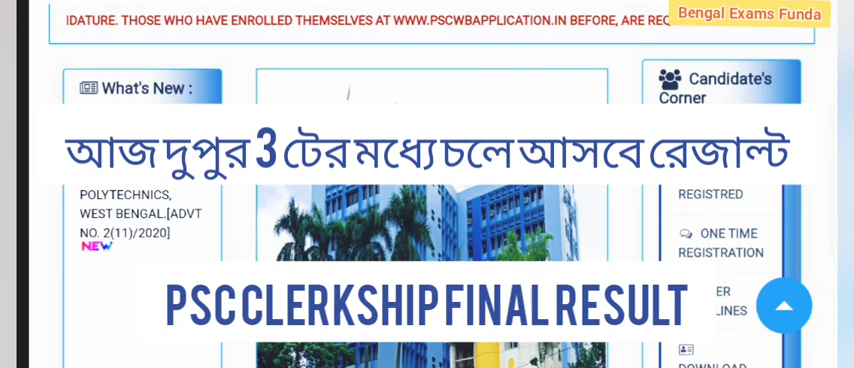 IDATURE. THOSE WHO HAVE ENROLLED THEMSELVES AT WWW.PSCWBAPPLICATION.IN BEFORE, ARE REQ
Bengal Exams Funda
What's New :
Candidate's
Corner
আজ দুপুর 3 টের মধ্যে চলে আসবে রেজাল্ট
POLYTECHNICS,
WEST BENGAL.[ADVT
NO. 2(11)/2020]
NEW
REGISTRED
ONE TIME
REGISTRATION
PSC CLERKSHIP FINAL RESULT
ER
LINES
DOWNLOAD